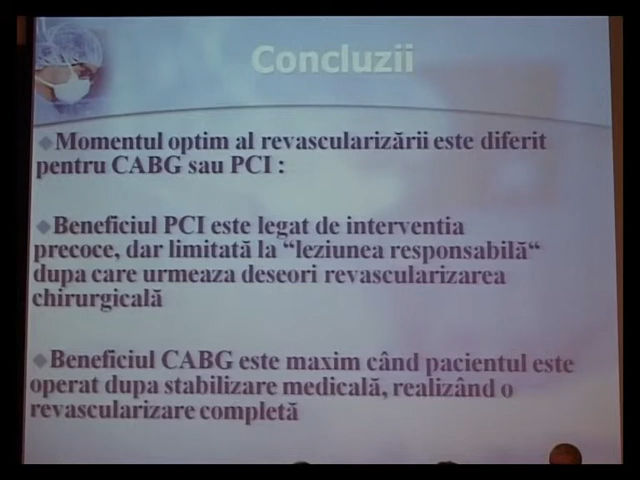 Concluzii
Momentul optim al revascularizării este diferit
pentru CABG sau PCI :
Beneficiul PCI este legat de interventia
precoce, dar limitată la “leziunea responsabilă“
dupa care urmeaza deseori revascularizarea
chirurgicală
Beneficiul CABG este maxim când pacientul este
operat dupa stabilizare medicală, realizând o
revascularizare completă